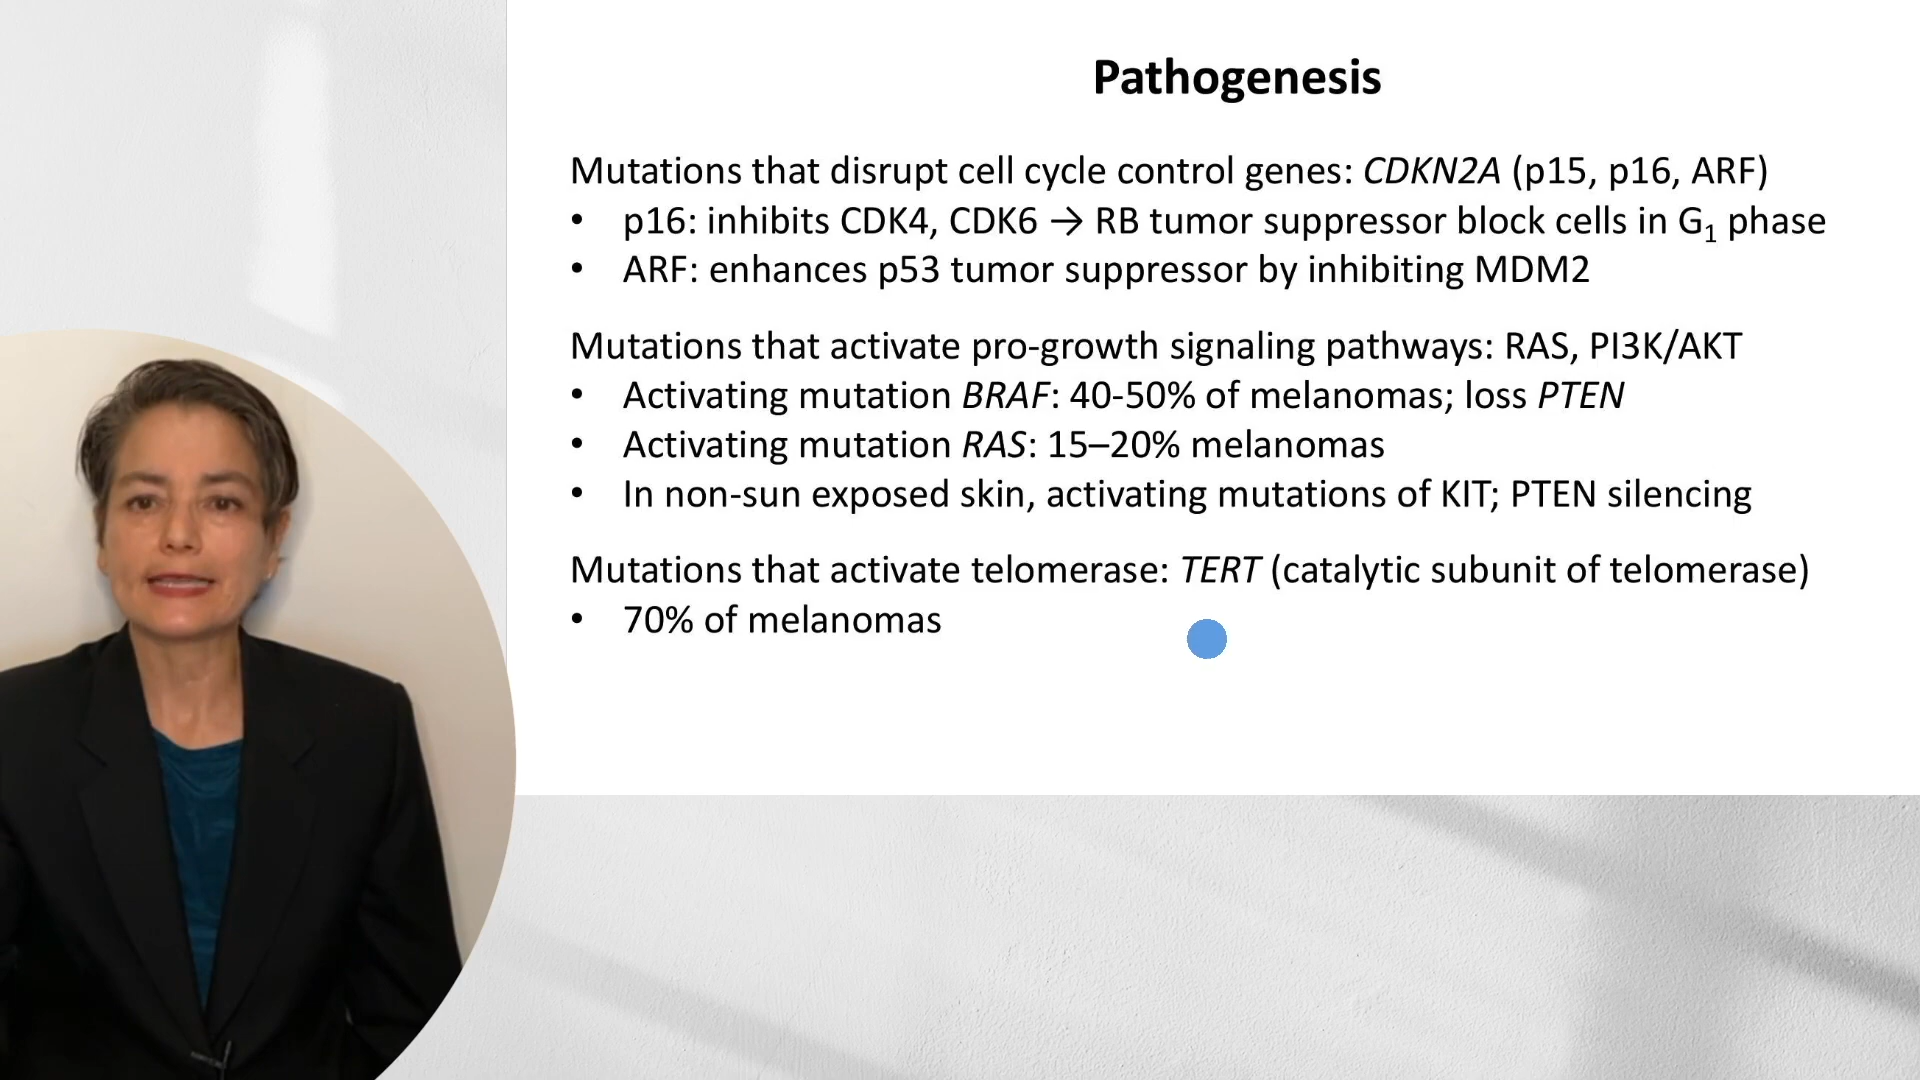 Pathogenesis
Mutations that disrupt cell cycle control genes: CDKN2A (p15, p16, ARF)
• p16: inhibits CDK4, CDK6 → RB tumor suppressor block cells in G₁ phase
• ARF: enhances p53 tumor suppressor by inhibiting MDM2
Mutations that activate pro-growth signaling pathways: RAS, PI3K/AKT
• Activating mutation BRAF: 40-50% of melanomas; loss PTEN
• Activating mutation RAS: 15–20% melanomas
• In non-sun exposed skin, activating mutations of KIT; PTEN silencing
Mutations that activate telomerase: TERT (catalytic subunit of telomerase)
• 70% of melanomas